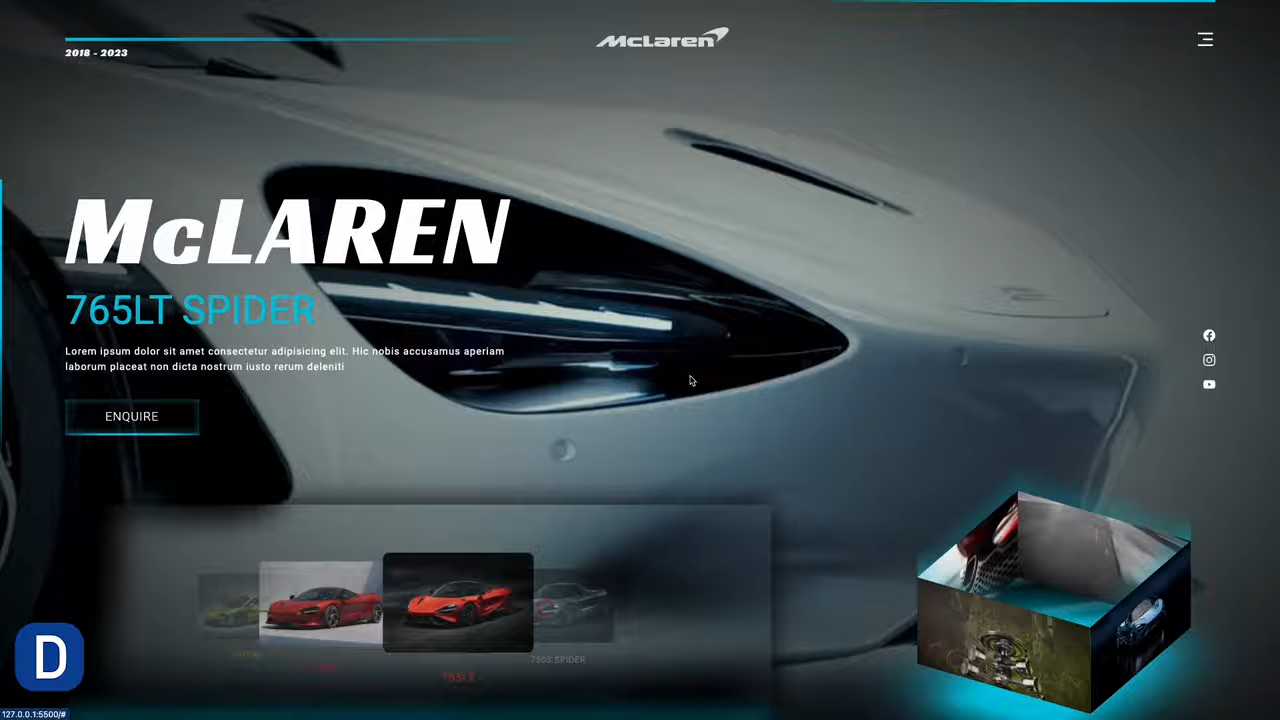 2018 - 2023
McLaren
McLAREN
765LT SPIDER
Lorem ipsum dolor sit amet consectetur adipisicing elit. Hic nobis accusamus aperiam
laborum placeat non dicta nostrum iusto rerum deleniti
ENQUIRE
750S SPIDER
765LT
D
127.0.0.1:5500/#